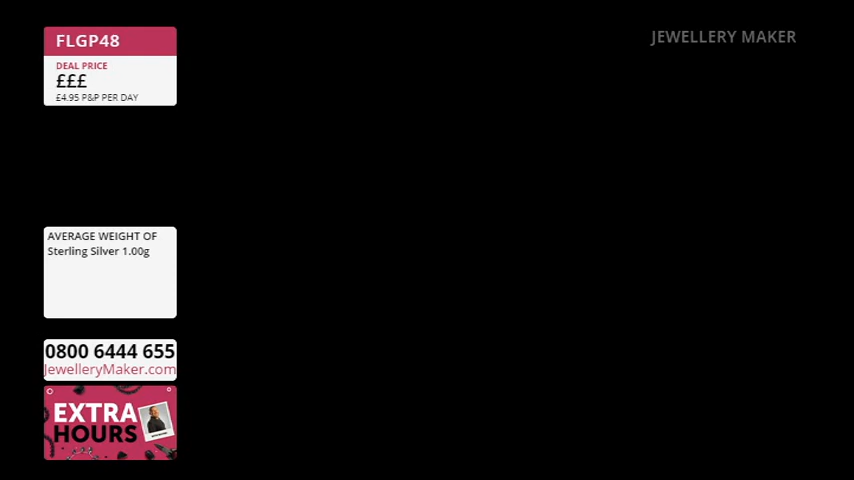 FLGP48
JEWELLERY MAKER
DEAL PRICE
£££
£4.95 P&P PER DAY
AVERAGE WEIGHT OF
Sterling Silver 1.00g
0800 6444 655
JewelleryMaker.com
EXTRA
HOURS